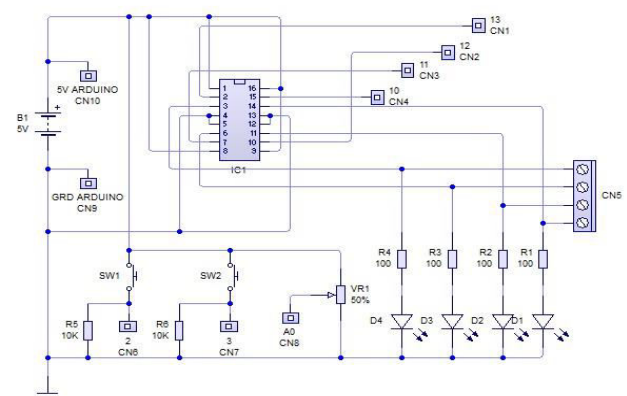 13
CN1
12
CN2
11
CN3
10
CN4
5V ARDUINO
CN10
+
B1
5V
GRD ARDUINO
CN9
1 16
2 15
3 14
4 13
5 12
6 11
7 10
8 9
IC1
CN5
R4
100
R3
100
R2
100
R1
100
SW1
SW2
VR1
50%
R5
10K
R6
10K
2
CN6
3
CN7
A0
CN8
D4
D3
D2
D1